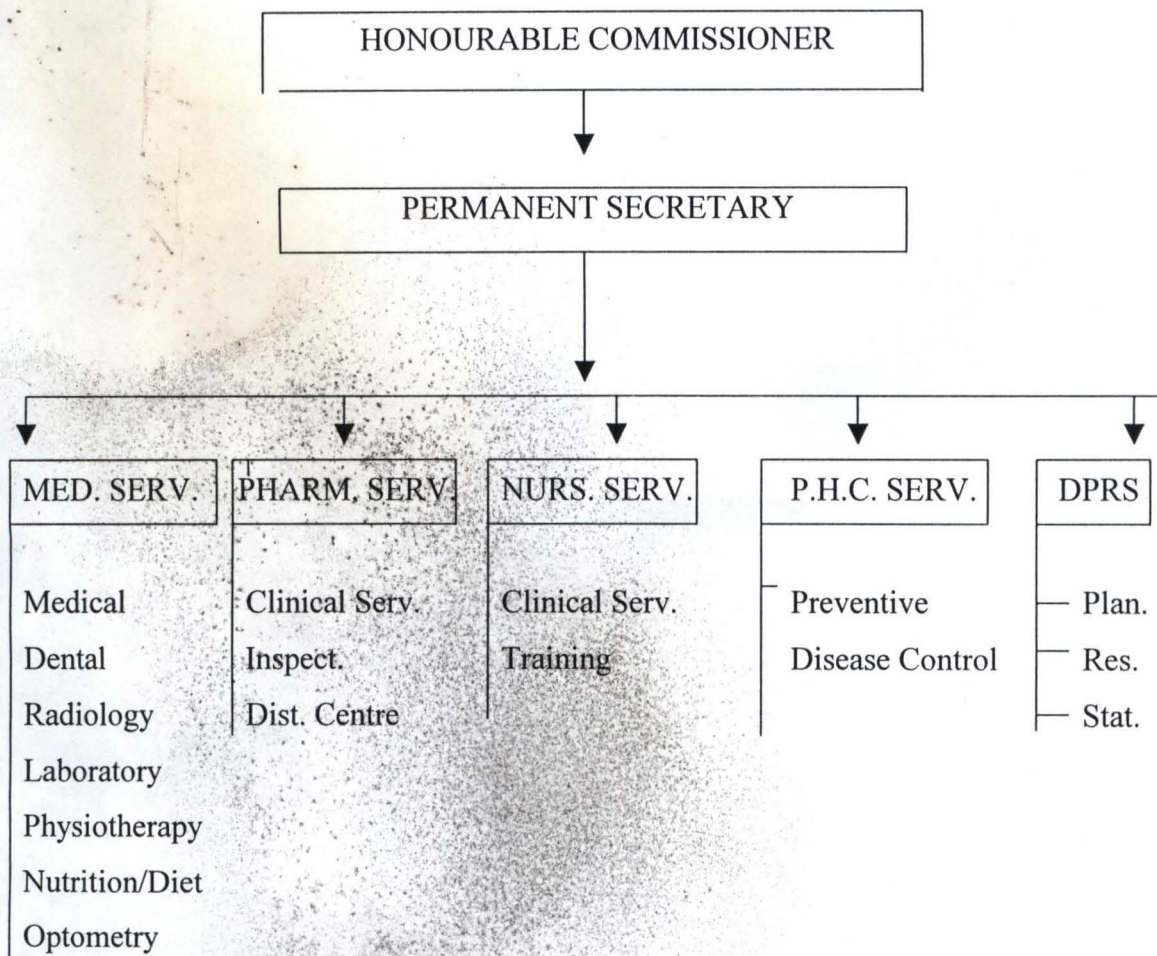 HONOURABLE COMMISSIONER
PERMANENT SECRETARY
MED. SERV.
Medical
Dental
Radiology
Laboratory
Physiotherapy
Nutrition/Diet
Optometry
PHARM. SERV.
Clinical Serv.
Inspect.
Dist. Centre
NURS. SERV.
Clinical Serv.
Training
P.H.C. SERV.
Preventive
Disease Control
DPRS
Plan.
Res.
Stat.